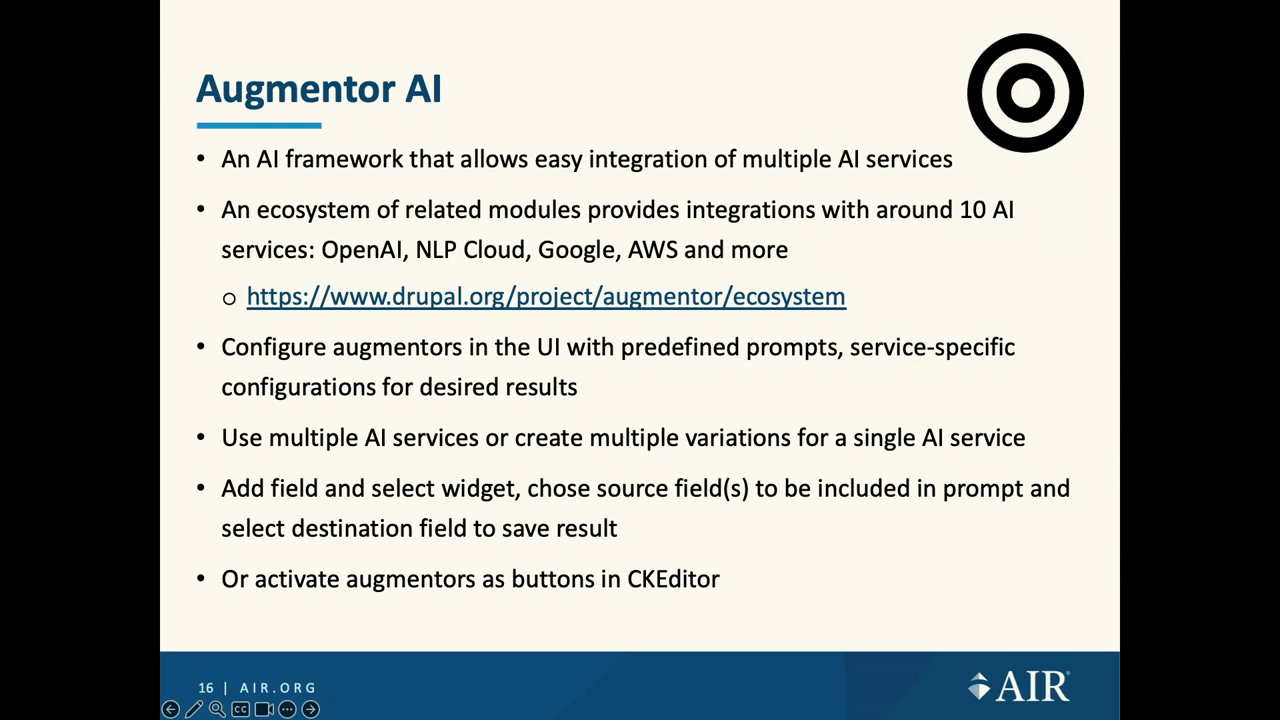 Augmentor AI
• An AI framework that allows easy integration of multiple AI services
• An ecosystem of related modules provides integrations with around 10 AI
services: OpenAI, NLP Cloud, Google, AWS and more
o https://www.drupal.org/project/augmentor/ecosystem
• Configure augmentors in the UI with predefined prompts, service-specific
configurations for desired results
• Use multiple AI services or create multiple variations for a single AI service
• Add field and select widget, chose source field(s) to be included in prompt and
select destination field to save result
• Or activate augmentors as buttons in CKEditor
16 | AIR.ORG
CC
AIR